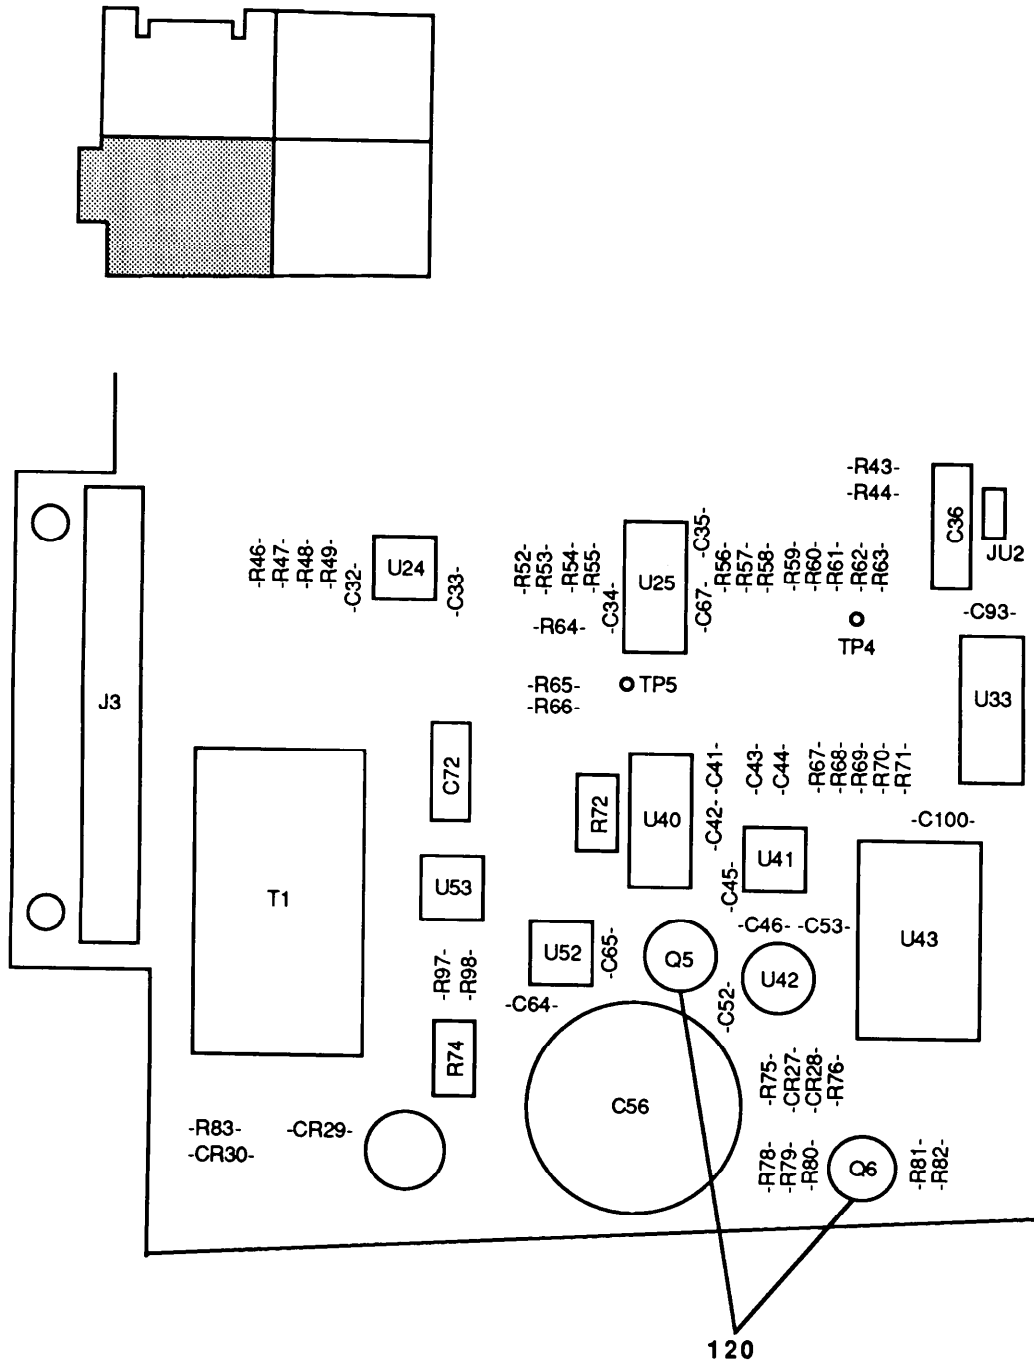 -R43-
-R44-
C36
JU2
-R46-
-R47-
-R48-
-R49-
-C32-
U24
-C33-
-R52-
-R53-
-R54-
-R55-
-C34-
U25
-C35-
-C67-
-R56-
-R57-
-R58-
-R59-
-R60-
-R61-
-R62-
-R63-
-C93-
-R64-
TP4
-R65-
TP5
-R66-
J3
U33
C72
R72
U40
-C41-
-C42-
-C43-
-C44-
-R67-
-R68-
-R69-
-R70-
-R71-
-C100-
T1
U53
U41
-C45-
-C46-
-C53-
U43
-R97-
-R98-
U52
-C65-
Q5
U42
-C52-
-C64-
R74
C56
-R75-
-CR27-
-CR28-
-R76-
-R83-
-CR29-
-CR30-
-R78-
-R79-
-R80-
Q6
-R81-
-R82-
120